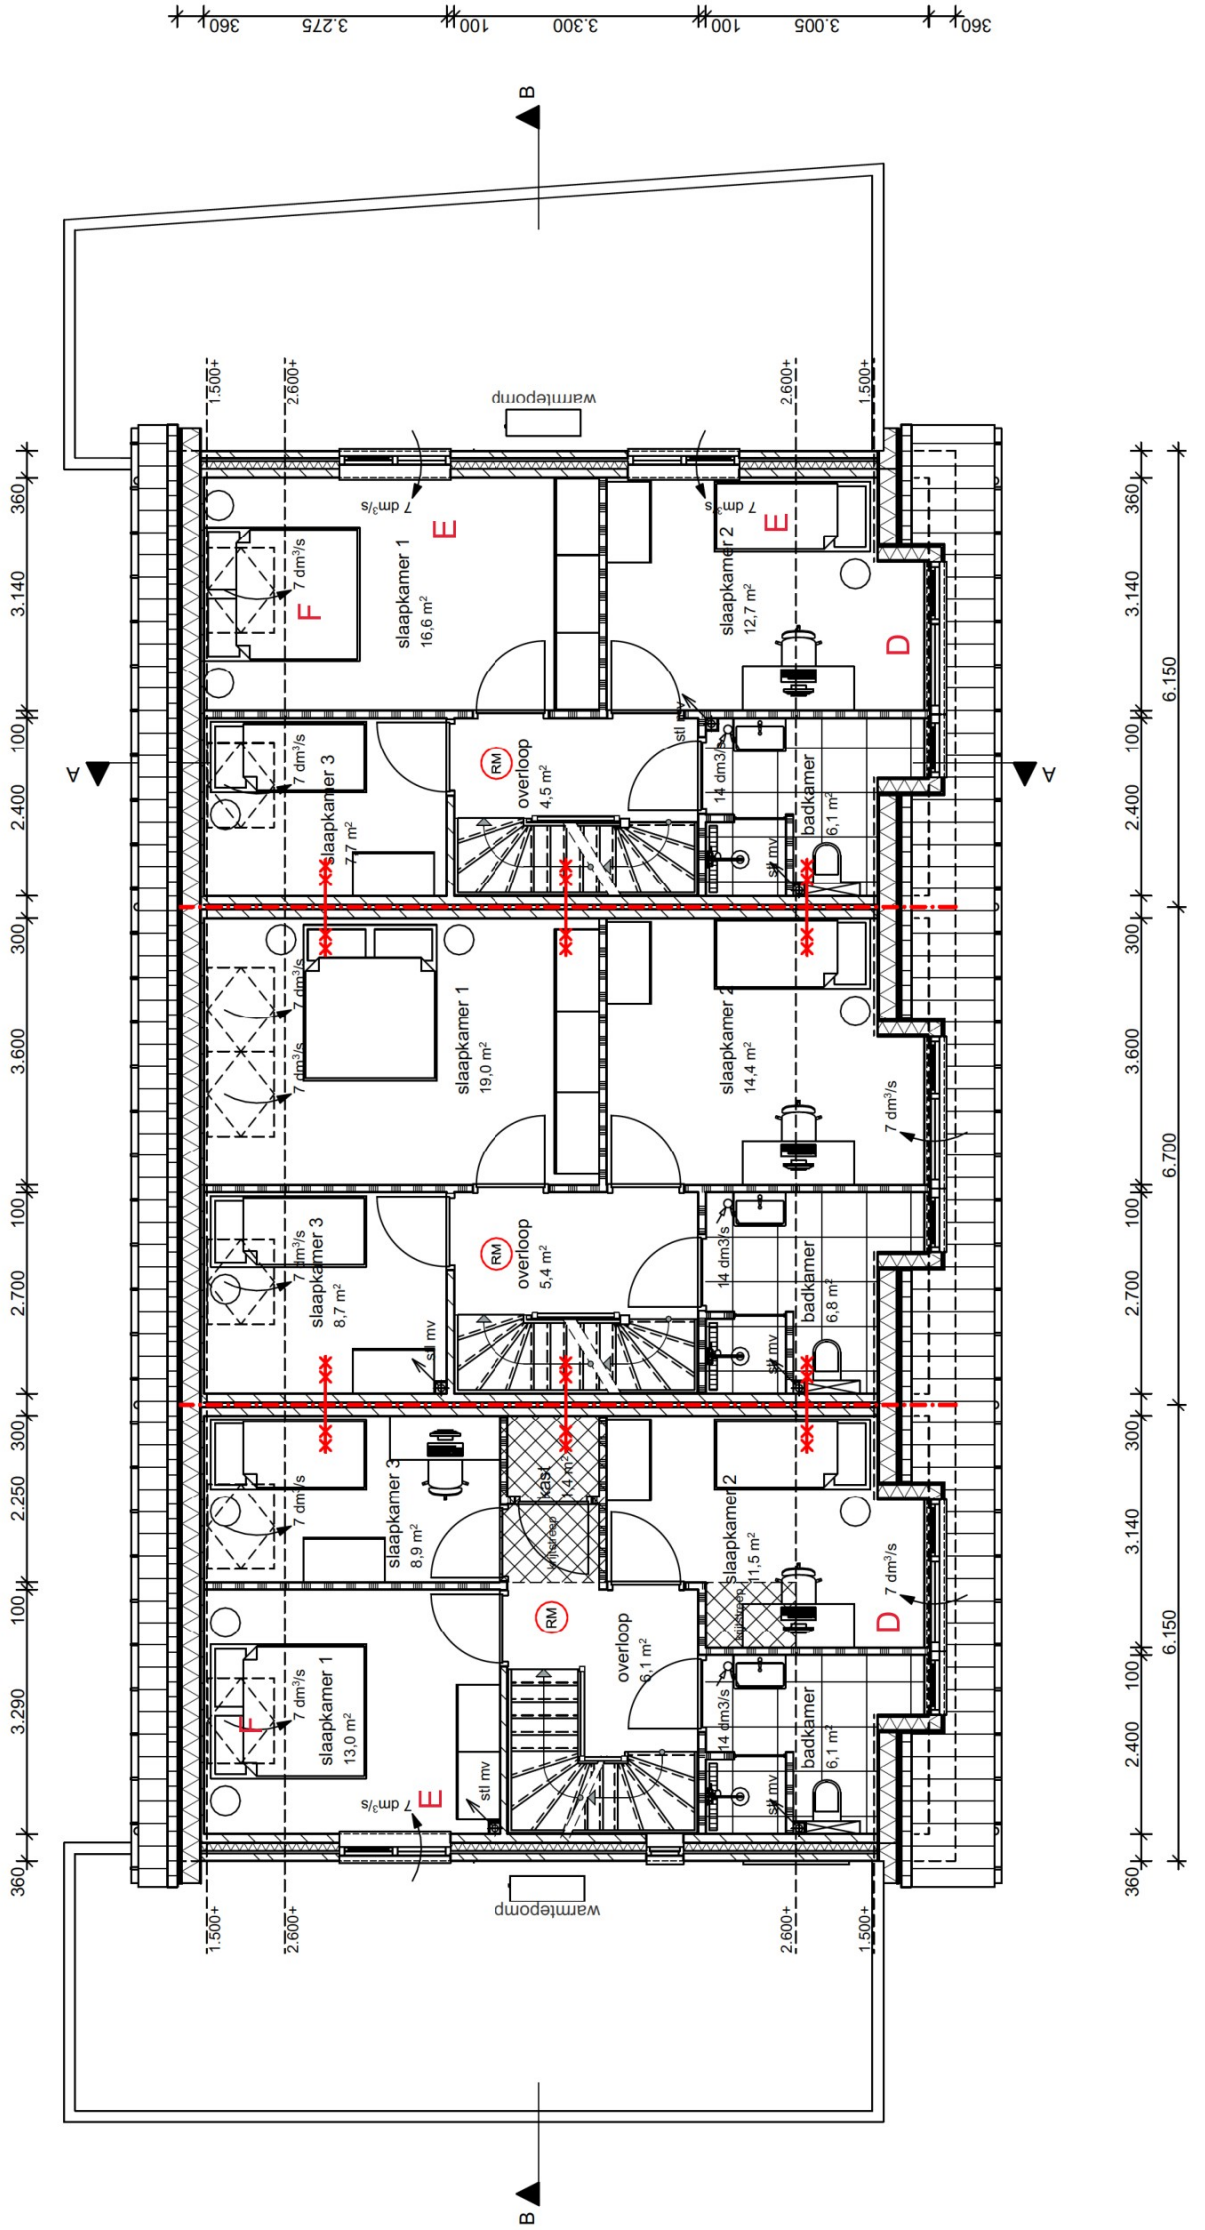 360
3.275
100
3.300
100
3.005
360
B
1.500+
2.600+
2.600+
1.500+
warmtepomp
360
3.140
100
2.400
300
3.600
100
2.700
300
2.250
100
3.290
360
7 dm³/s
E
7 dm³/s
E
7 dm³/s
F
slaapkamer 1
16,6 m²
slaapkamer 2
12,7 m²
D
A
7 dm³/s
slaapkamer 3
7,7 m²
RM
overloop
4,5 m²
stl mv
14 dm3/s
badkamer
6,1 m²
stl mv
A
7 dm³/s
7 dm³/s
slaapkamer 1
19,0 m²
slaapkamer 2
14,4 m²
7 dm³/s
7 dm³/s
slaapkamer 3
8,7 m²
stl mv
RM
overloop
5,4 m²
14 dm3/s
badkamer
6,8 m²
stl mv
7 dm³/s
slaapkamer 3
8,9 m²
kast
1,4 m²
krijtstreep
slaapkamer 2
11,5 m²
krijtstreep
7 dm³/s
D
F
7 dm³/s
slaapkamer 1
13,0 m²
7 dm³/s
E
stl mv
RM
overloop
6,1 m²
14 dm3/s
badkamer
6,1 m²
stl mv
360
3.140
100
2.400
300
3.600
100
2.700
300
3.140
100
2.400
360
6.150
6.700
6.150
1.500+
2.600+
2.600+
1.500+
warmtepomp
B